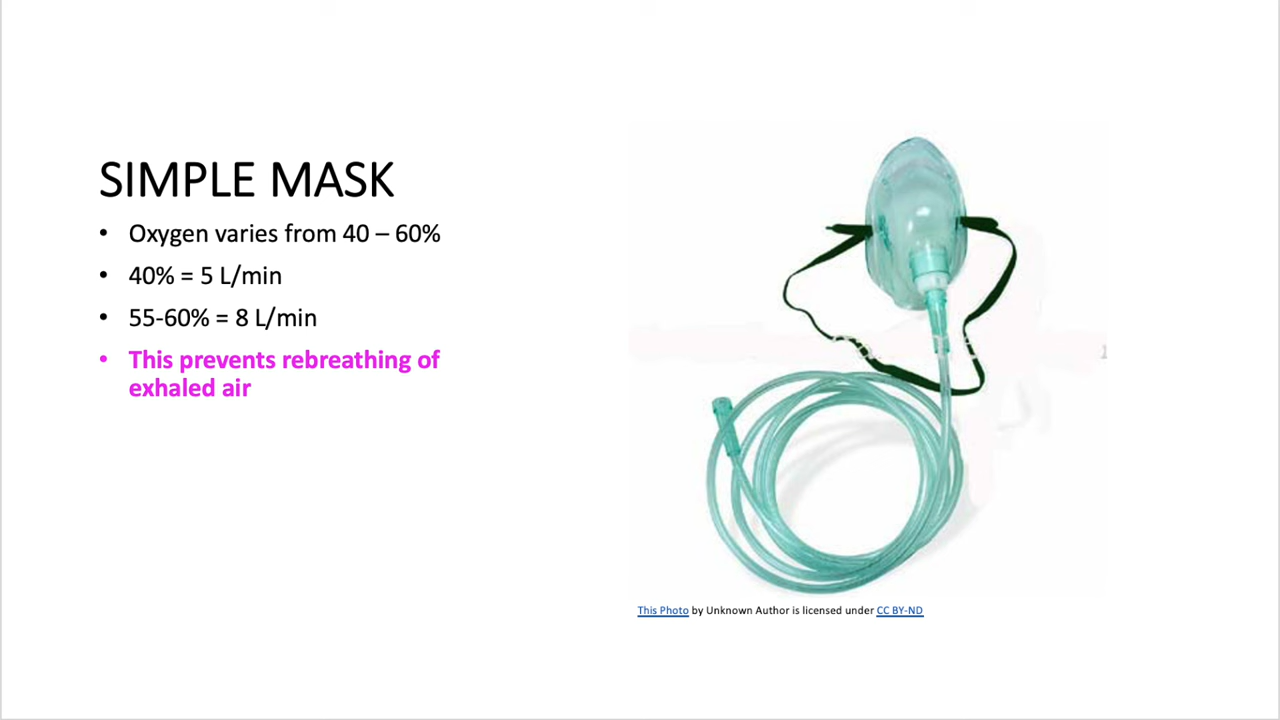 SIMPLE MASK
• Oxygen varies from 40 – 60%
• 40% = 5 L/min
• 55-60% = 8 L/min
• This prevents rebreathing of
exhaled air
This Photo by Unknown Author is licensed under CC BY-ND